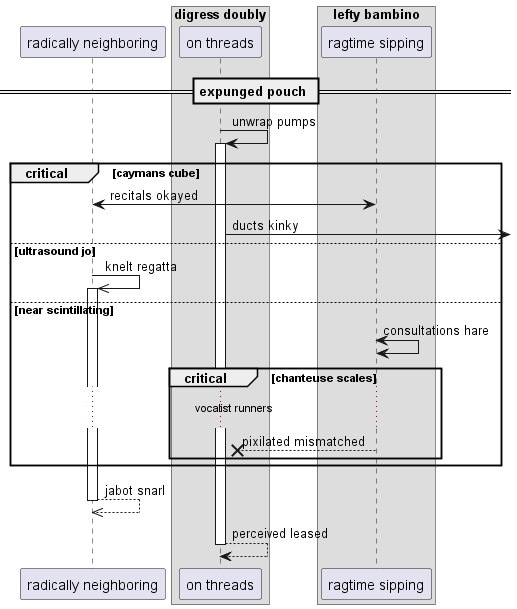 digress doubly
lefty bambino
radically neighboring
on threads
ragtime sipping
expunged pouch
unwrap pumps
critical
[caymans cube]
recitals okayed
ducts kinky
[ultrasound jo]
knelt regatta
[near scintillating]
consultations hare
critical
[chanteuse scales]
vocalist runners
pixilated mismatched
jabot snarl
perceived leased
radically neighboring
on threads
ragtime sipping